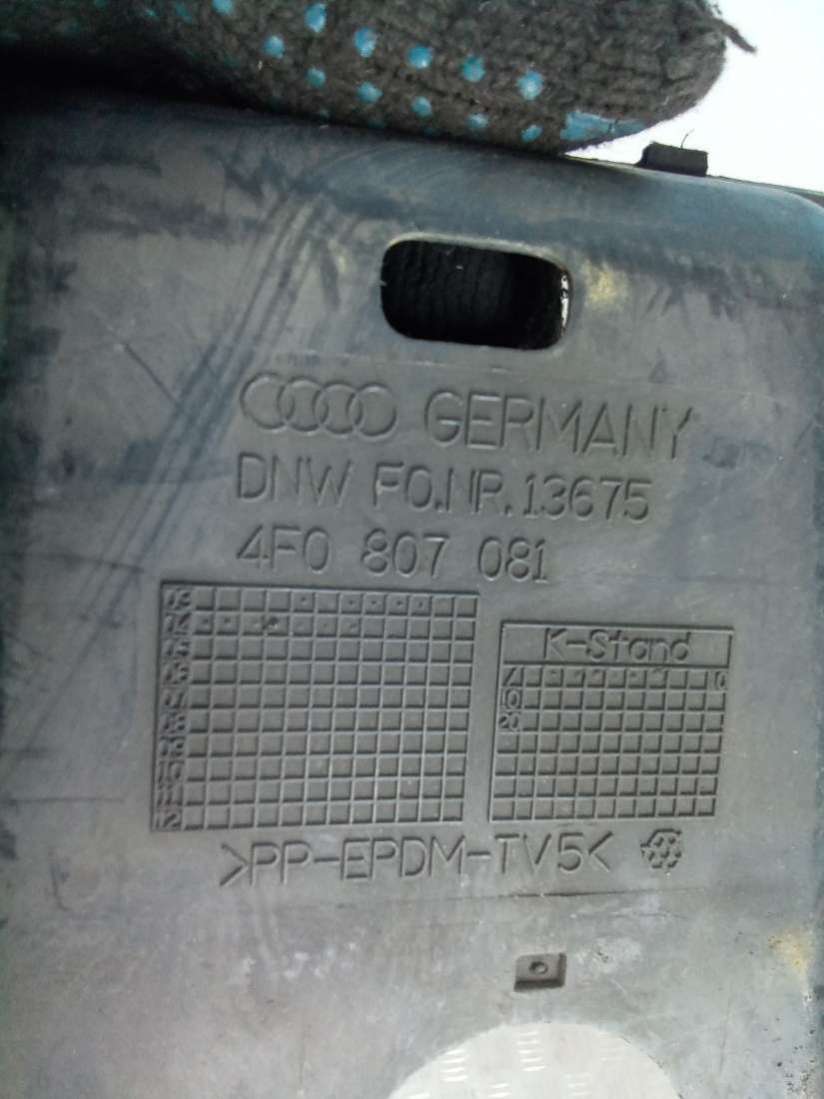 GERMANY
DNW FO.NR.13675
4F0 807 081
K-Stand
>PP-EPDM-TV5<